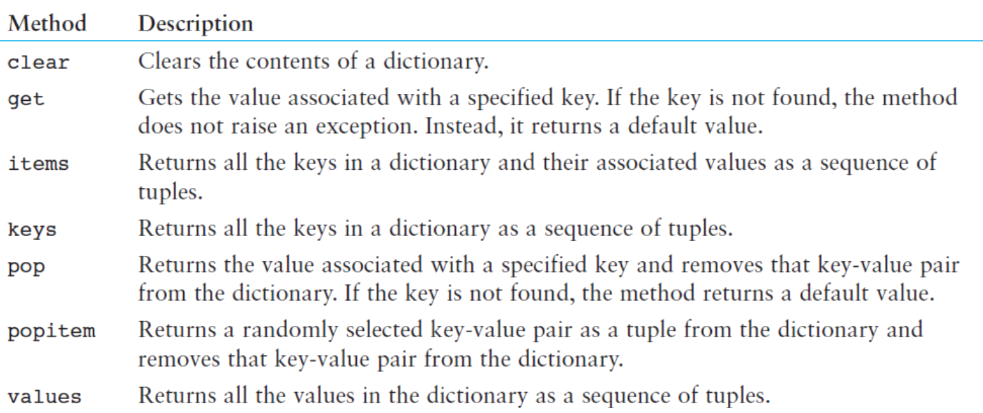 Method Description
clear Clears the contents of a dictionary.
get Gets the value associated with a specified key. If the key is not found, the method
does not raise an exception. Instead, it returns a default value.
items Returns all the keys in a dictionary and their associated values as a sequence of
tuples.
keys Returns all the keys in a dictionary as a sequence of tuples.
pop Returns the value associated with a specified key and removes that key-value pair
from the dictionary. If the key is not found, the method returns a default value.
popitem Returns a randomly selected key-value pair as a tuple from the dictionary and
removes that key-value pair from the dictionary.
values Returns all the values in the dictionary as a sequence of tuples.